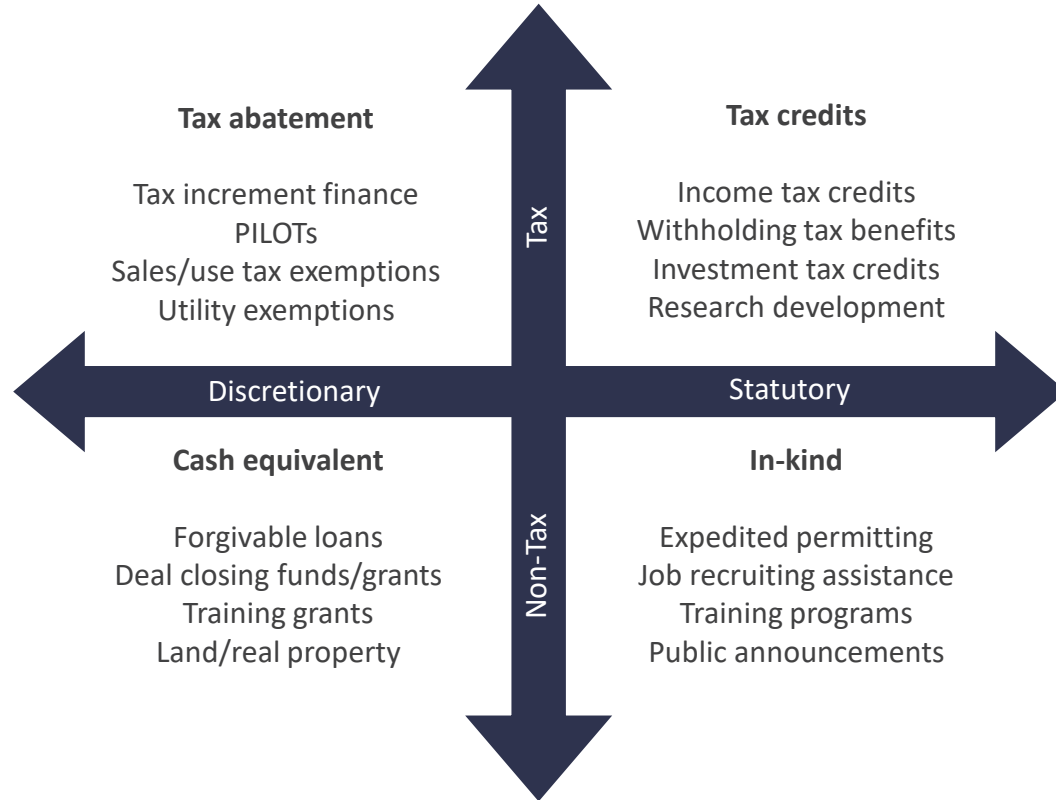 Tax abatement
Tax increment finance
PILOTs
Sales/use tax exemptions
Utility exemptions
Tax
Tax credits
Income tax credits
Withholding tax benefits
Investment tax credits
Research development
Discretionary
Statutory
Cash equivalent
Forgivable loans
Deal closing funds/grants
Training grants
Land/real property
Non-Tax
In-kind
Expedited permitting
Job recruiting assistance
Training programs
Public announcements